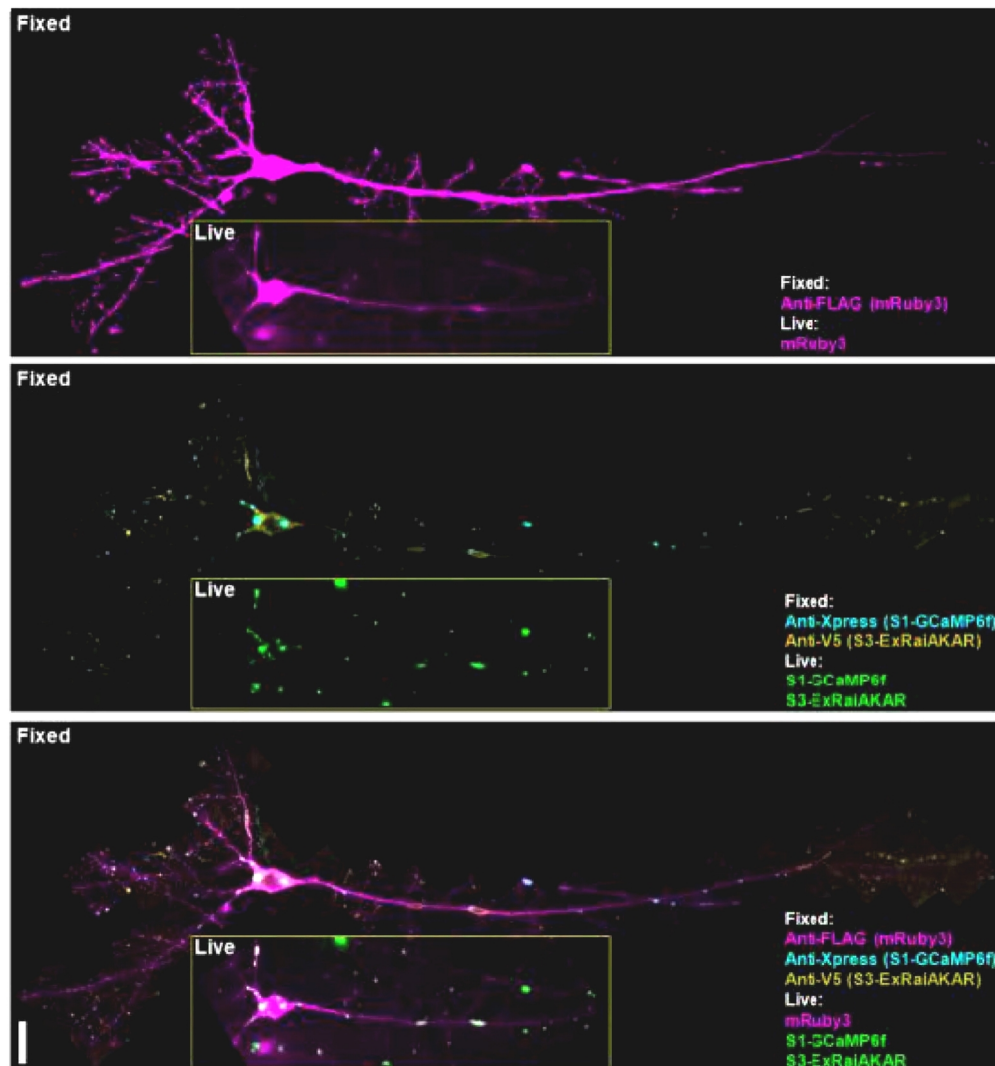 Fixed
Live
Fixed:
Anti-FLAG (mRuby3)
Live:
mRuby3
Fixed
Live
Fixed:
Anti-Xpress (S1-GCaMP6f)
Anti-V5 (S3-ExRaiAKAR)
Live:
S1-GCaMP6f
S3-ExRaiAKAR
Fixed
Live
Fixed:
Anti-FLAG (mRuby3)
Anti-Xpress (S1-GCaMP6f)
Anti-V5 (S3-ExRaiAKAR)
Live:
mRuby3
S1-GCaMP6f
S3-ExRaiAKAR